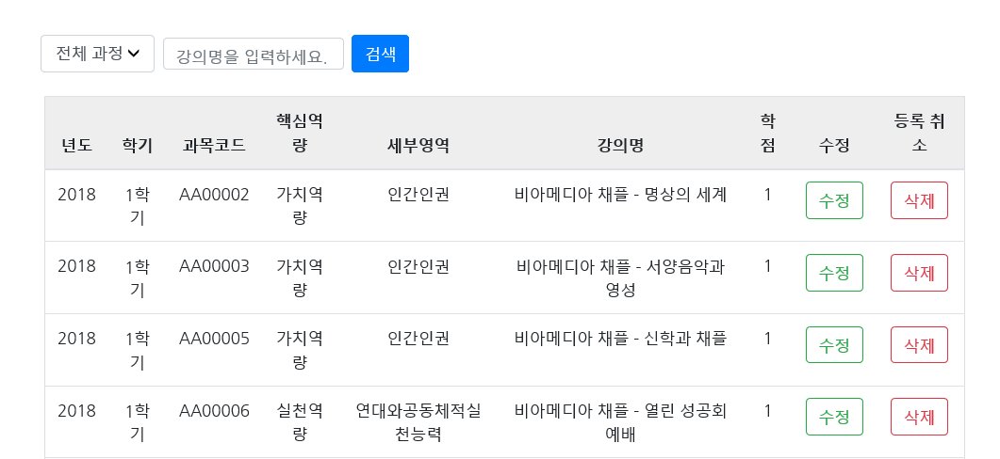 전체 과정 강의명을 입력하세요. 검색
년도 학기 과목코드 핵심역량 세부영역 강의명 학점 수정 등록 취소
2018 1학기 AA00002 가치역량 인간인권 비아메디아 채플 - 명상의 세계 1 수정 삭제
2018 1학기 AA00003 가치역량 인간인권 비아메디아 채플 - 서양음악과 영성 1 수정 삭제
2018 1학기 AA00005 가치역량 인간인권 비아메디아 채플 - 신학과 채플 1 수정 삭제
2018 1학기 AA00006 실천역량 연대와공동체적실천능력 비아메디아 채플 - 열린 성공회 예배 1 수정 삭제